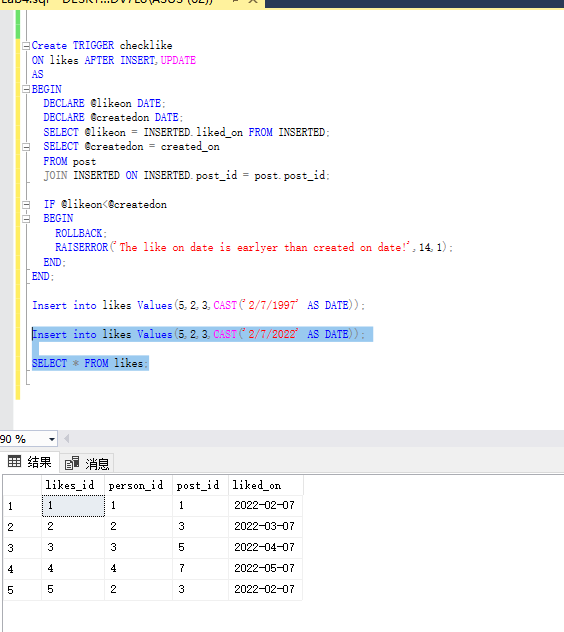 Create TRIGGER checklike
ON likes AFTER INSERT,UPDATE
AS
BEGIN
DECLARE @likeon DATE;
DECLARE @createdon DATE;
SELECT @likeon = INSERTED.liked_on FROM INSERTED;
SELECT @createdon = created_on
FROM post
JOIN INSERTED ON INSERTED.post_id = post.post_id;
IF @likeon<@createdon
BEGIN
ROLLBACK;
RAISERROR('The like on date is earlyer than created on date!',14,1);
END;
END;
Insert into likes Values(5,2,3,CAST('2/7/1997' AS DATE));
Insert into likes Values(5,2,3,CAST('2/7/2022' AS DATE));
SELECT * FROM likes;
90 %
结果 消息
likes_id person_id post_id liked_on
1 1 1 1 2022-02-07
2 2 2 3 2022-03-07
3 3 3 5 2022-04-07
4 4 4 7 2022-05-07
5 5 2 3 2022-02-07